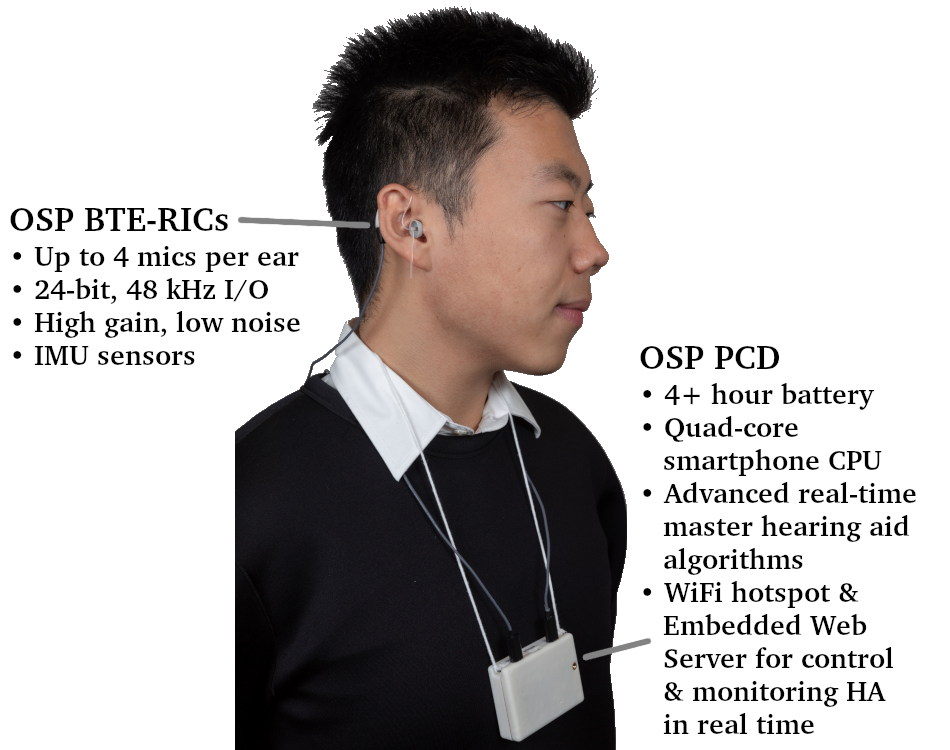 OSP BTE-RICs
• Up to 4 mics per ear
• 24-bit, 48 kHz I/O
• High gain, low noise
• IMU sensors
OSP PCD
• 4+ hour battery
• Quad-core
smartphone CPU
• Advanced real-time
master hearing aid
algorithms
• WiFi hotspot &
Embedded Web
Server for control
& monitoring HA
in real time